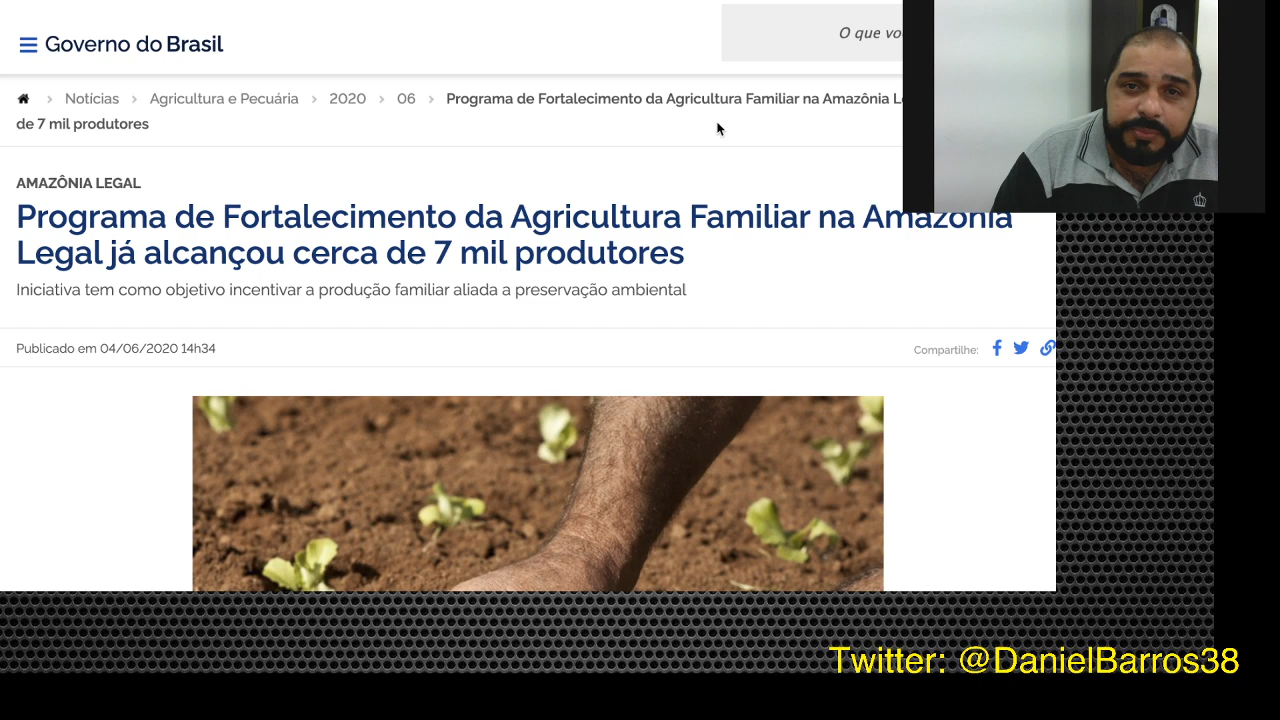 Governo do Brasil
O que vo
Notícias > Agricultura e Pecuária > 2020 > 06 > Programa de Fortalecimento da Agricultura Familiar na Amazônia L
de 7 mil produtores
AMAZÔNIA LEGAL
Programa de Fortalecimento da Agricultura Familiar na Amazônia
Legal já alcançou cerca de 7 mil produtores
Iniciativa tem como objetivo incentivar a produção familiar aliada a preservação ambiental
Publicado em 04/06/2020 14h34
Compartilhe:
Twitter: @DanielBarros38